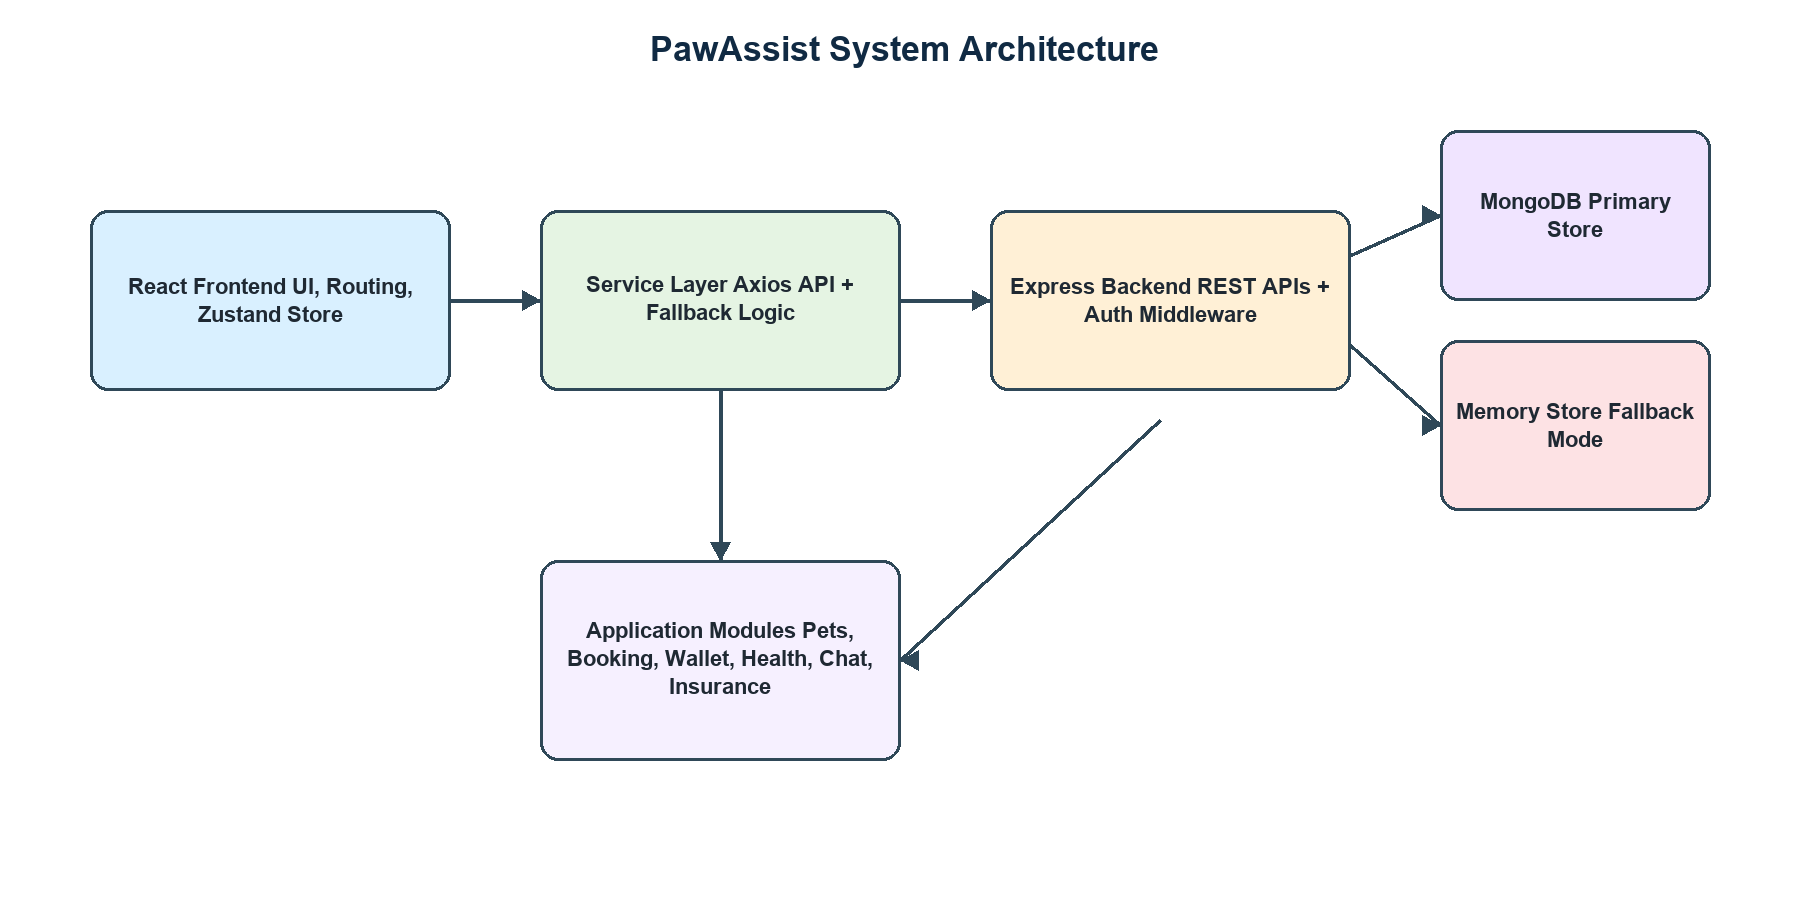 PawAssist System Architecture
React Frontend UI, Routing,
Zustand Store
Service Layer Axios API +
Fallback Logic
Express Backend REST APIs +
Auth Middleware
MongoDB Primary
Store
Memory Store Fallback
Mode
Application Modules Pets,
Booking, Wallet, Health, Chat,
Insurance